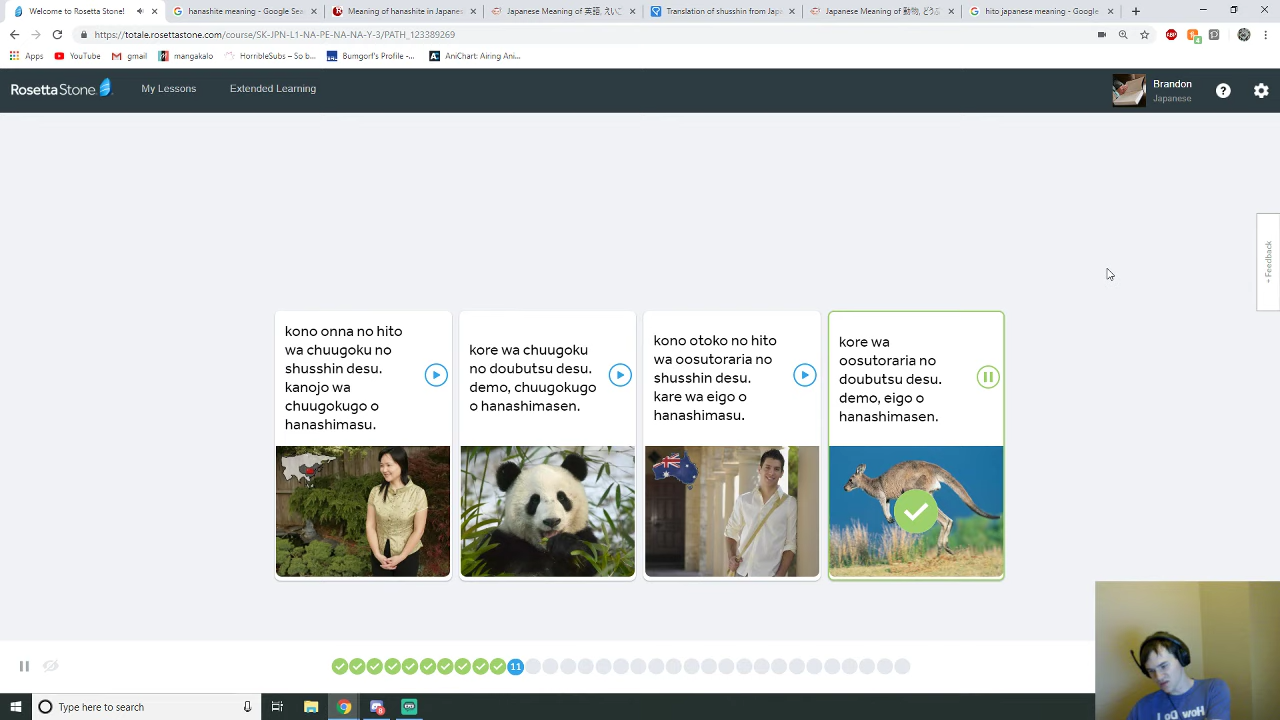 Welcome to Rosetta Stone!
hanashite meaning - Google Sea
Meaning of hanashite in Japanes
Japanese Meaning of 英語, えいご
Translation of shusshin from Jap
Japanese Meaning of 動物, どうぶ
hito japanese meaning - Google
https://totale.rosettastone.com/course/SK-JPN-L1-NA-PE-NA-NA-Y-3/PATH_123389269
Apps
YouTube
gmail
mangakalo
HorribleSubs – So b...
Bumgorf's Profile -...
AniChart: Airing Ani...
RosettaStone
My Lessons
Extended Learning
Brandon
Japanese
+ Feedback
kono onna no hito
wa chuugoku no
shusshin desu.
kanojo wa
chuugokugo o
hanashimasu.
kore wa chuugoku
no doubutsu desu.
demo, chuugokugo
o hanashimasen.
kono otoko no hito
wa oosutoraria no
shusshin desu.
kare wa eigo o
hanashimasu.
kore wa
oosutoraria no
doubutsu desu.
demo, eigo o
hanashimasen.
11
Type here to search